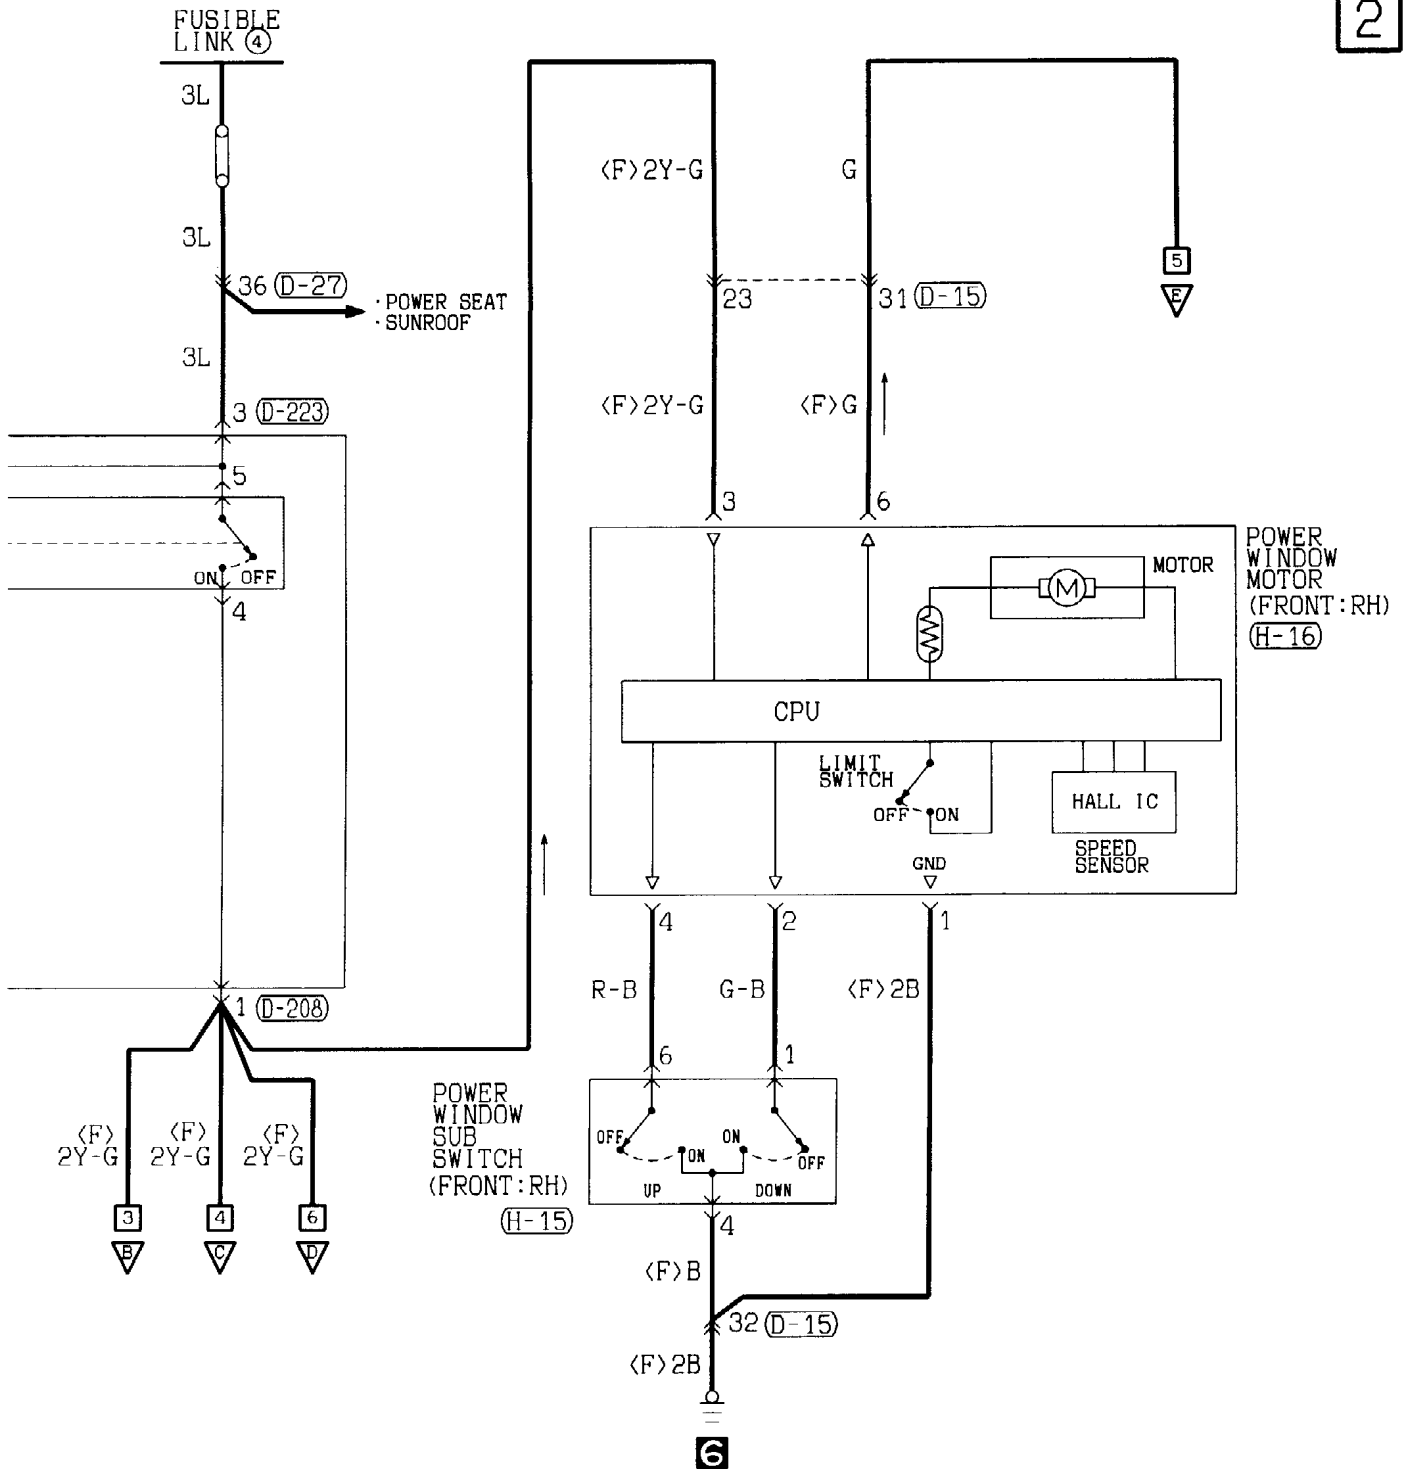 FUSIBLE
LINK ④
2
3L
3L
36 (D-27)
·POWER SEAT
·SUNROOF
3L
3 (D-223)
5
ON OFF
4
1 (D-208)
<F>
2Y-G
<F>
2Y-G
<F>
2Y-G
3
4
6
B
C
D
<F>2Y-G
G
23
31 (D-15)
5
E
<F>2Y-G
<F>G
3
6
POWER
WINDOW
MOTOR
(FRONT:RH)
(H-16)
MOTOR
M
CPU
LIMIT
SWITCH
OFF ON
HALL IC
SPEED
SENSOR
GND
4
2
1
R-B
G-B
<F>2B
6
1
POWER
WINDOW
SUB
SWITCH
(FRONT:RH)
(H-15)
OFF
ON
ON
OFF
UP
DOWN
4
<F>B
32 (D-15)
<F>2B
6